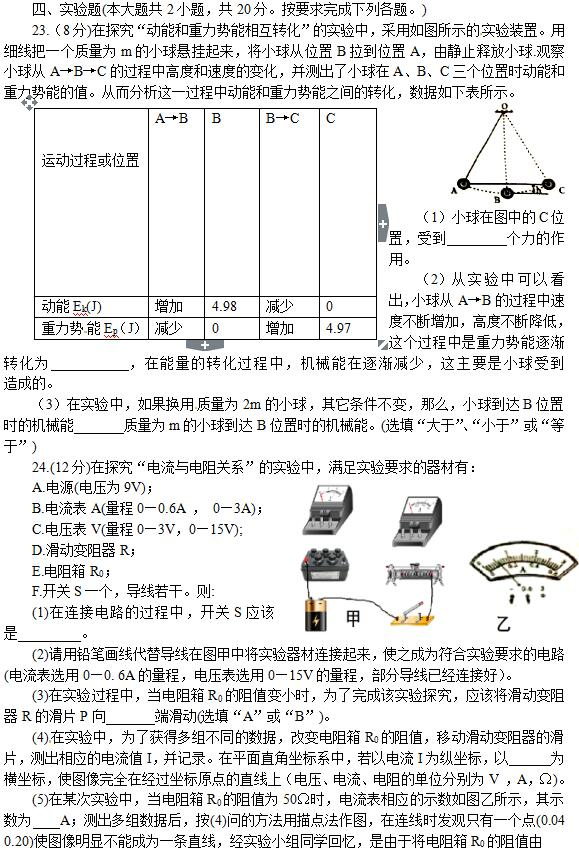 四、实验题(本大题共 2 小题，共 20 分。按要求完成下列各题。)
23.（8分)在探究“动能和重力势能相互转化”的实验中，采用如图所示的实验装置。用
细线把一个质量为 m 的小球悬挂起来，将小球从位置 B 拉到位置 A，由静止释放小球.观察
小球从 A→B→C 的过程中高度和速度的变化，并测出了小球在 A、B、C 三个位置时动能和
重力势能的值。从而分析这一过程中动能和重力势能之间的转化，数据如下表所示。
运动过程或位置 A→B B B→C C
动能 Ek(J) 增加 4.98 减少 0
重力势.能 Ep（J） 减少 0 增加 4.97
O
A
B
h
C
（1）小球在图中的 C 位
置，受到________个力的作
用。
（2）从实验中可以看
出，小球从 A→B 的过程中速
度不断增加，高度不断降低，
这个过程中是重力势能逐渐
转化为___________，在能量的转化过程中，机械能在逐渐减少，这主要是小球受到
造成的。
（3）在实验中，如果换用.质量为 2m 的小球，其它条件不变，那么，小球到达 B 位置
时的机械能_______质量为 m 的小球到达 B 位置时的机械能。(选填“大于”、“小于”或“等
于”)
24.(12 分)在探究“电流与电阻关系”的实验中，满足实验要求的器材有：
A.电源(电压为 9V)；
B.电流表 A(量程 0—0.6A ， 0—3A)；
C.电压表 V(量程 0—3V，0—15V);
D.滑动变阻器 R；
E.电阻箱 R₀；
F.开关 S 一个，导线若干。则:
(1)在连接电路的过程中，开关 S 应该
是_________。
甲
A
乙
(2)请用铅笔画线代替导线在图甲中将实验器材连接起来，使之成为符合实验要求的电路
(电流表选用 0—0. 6A 的量程，电压表选用 0—15V 的量程，部分导线已经连接好）。
(3)在实验过程中，当电阻箱 R₀的阻值变小时，为了完成该实验探究，应该将滑动变阻
器 R 的滑片 P 向_______端滑动(选填“A”或“B”)。
(4).在实验中，为了获得多组不同的数据，改变电阻箱 R₀的阻值，移动滑动变阻器的滑
片，测出相应的电流值 I，并记录。在平面直角坐标系中，若以电流 I 为纵坐标，以______为
横坐标，使图像完全在经过坐标原点的直线上（电压、电流、电阻的单位分别为 V ，A，Ω)。
(5)在某次实验中，当电阻箱 R₀的阻值为 50Ω时，电流表相应的示数如图乙所示，其示
数为____A；测出多组数据后，按(4)问的方法用描点法作图，在连线时发现只有一个点(0.04
0.20)使图像明显不能成为一条直线，经实验小组同学回忆，是由于将电阻箱 R₀的阻值由